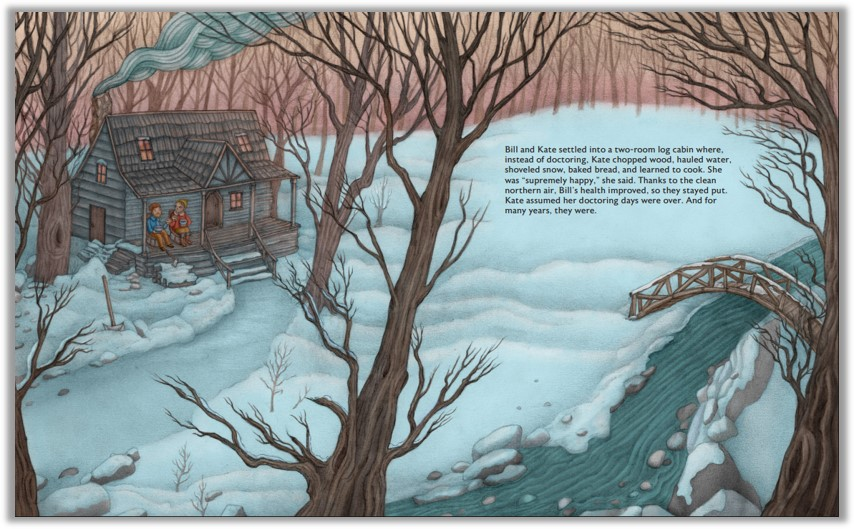 Bill and Kate settled into a two-room log cabin where,
instead of doctoring, Kate chopped wood, hauled water,
shoveled snow, baked bread, and learned to cook. She
was “supremely happy,” she said. Thanks to the clean
northern air, Bill’s health improved, so they stayed put.
Kate assumed her doctoring days were over. And for
many years, they were.